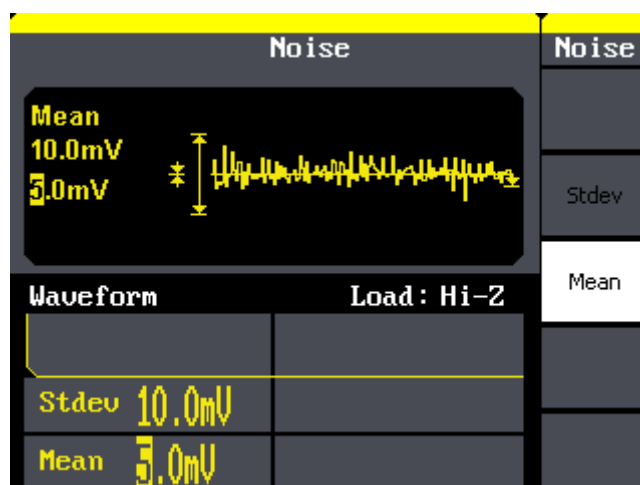 Noise
Noise
Mean
10.0mV
5.0mV
Stdev
Mean
Waveform Load: Hi-Z
Stdev 10.0mV
Mean 5.0mV